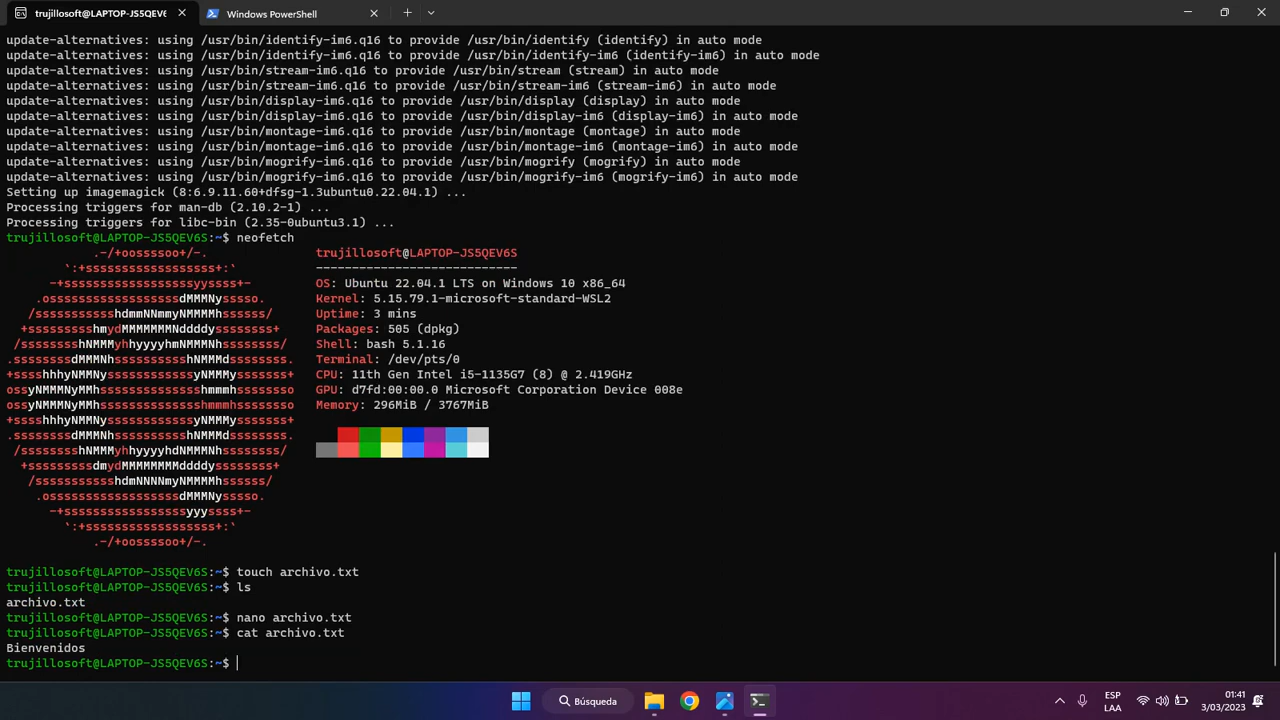 trujillosoft@LAPTOP-JS5QEV6
Windows PowerShell
update-alternatives: using /usr/bin/identify-im6.q16 to provide /usr/bin/identify (identify) in auto mode
update-alternatives: using /usr/bin/identify-im6.q16 to provide /usr/bin/identify-im6 (identify-im6) in auto mode
update-alternatives: using /usr/bin/stream-im6.q16 to provide /usr/bin/stream (stream) in auto mode
update-alternatives: using /usr/bin/stream-im6.q16 to provide /usr/bin/stream-im6 (stream-im6) in auto mode
update-alternatives: using /usr/bin/display-im6.q16 to provide /usr/bin/display (display) in auto mode
update-alternatives: using /usr/bin/display-im6.q16 to provide /usr/bin/display-im6 (display-im6) in auto mode
update-alternatives: using /usr/bin/montage-im6.q16 to provide /usr/bin/montage (montage) in auto mode
update-alternatives: using /usr/bin/montage-im6.q16 to provide /usr/bin/montage-im6 (montage-im6) in auto mode
update-alternatives: using /usr/bin/mogrify-im6.q16 to provide /usr/bin/mogrify (mogrify) in auto mode
update-alternatives: using /usr/bin/mogrify-im6.q16 to provide /usr/bin/mogrify-im6 (mogrify-im6) in auto mode
Setting up imagemagick (8:6.9.11.60+dfsg-1.3ubuntu0.22.04.1) ...
Processing triggers for man-db (2.10.2-1) ...
Processing triggers for libc-bin (2.35-0ubuntu3.1) ...
trujillosoft@LAPTOP-JS5QEV6S:~$ neofetch
trujillosoft@LAPTOP-JS5QEV6S
---------------------------
OS: Ubuntu 22.04.1 LTS on Windows 10 x86_64
Kernel: 5.15.79.1-microsoft-standard-WSL2
Uptime: 3 mins
Packages: 505 (dpkg)
Shell: bash 5.1.16
Terminal: /dev/pts/0
CPU: 11th Gen Intel i5-1135G7 (8) @ 2.419GHz
GPU: d7fd:00:00.0 Microsoft Corporation Device 008e
Memory: 296MiB / 3767MiB
trujillosoft@LAPTOP-JS5QEV6S:~$ touch archivo.txt
trujillosoft@LAPTOP-JS5QEV6S:~$ ls
archivo.txt
trujillosoft@LAPTOP-JS5QEV6S:~$ nano archivo.txt
trujillosoft@LAPTOP-JS5QEV6S:~$ cat archivo.txt
Bienvenidos
trujillosoft@LAPTOP-JS5QEV6S:~$
Búsqueda
ESP
LAA
01:41
3/03/2023